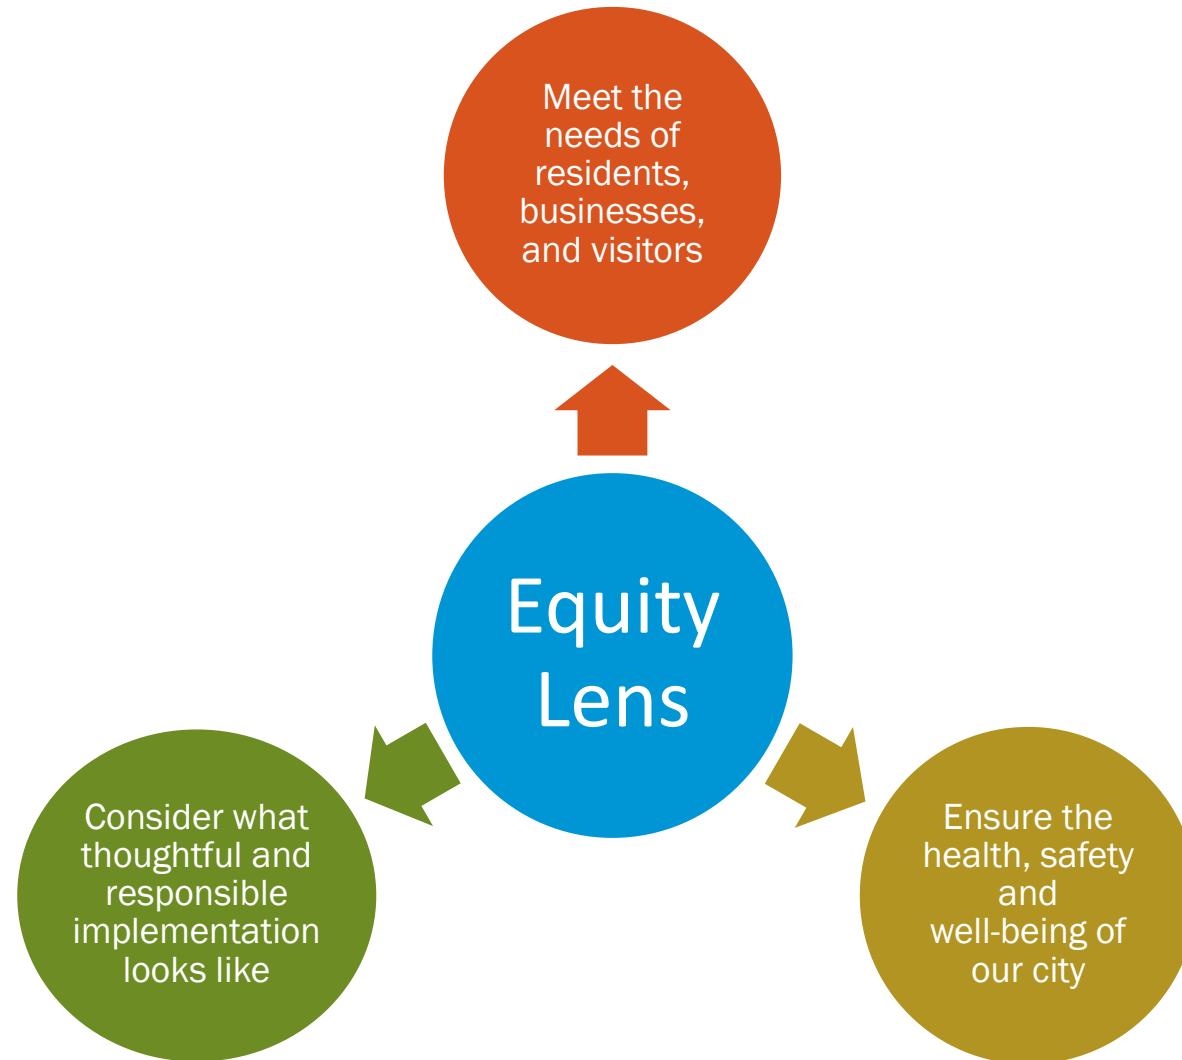 Meet the
needs of
residents,
businesses,
and visitors
Equity
Lens
Consider what
thoughtful and
responsible
implementation
looks like
Ensure the
health, safety
and
well-being of
our city